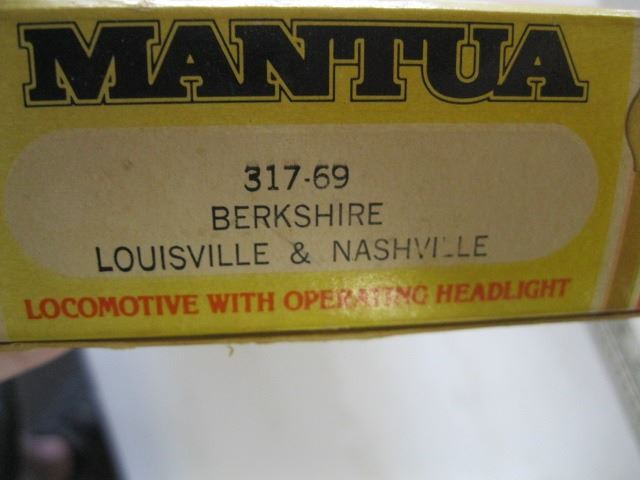 MANTUA
317-69
BERKSHIRE
LOUISVILLE & NASHVILLE
LOCOMOTIVE WITH OPERATING HEADLIGHT